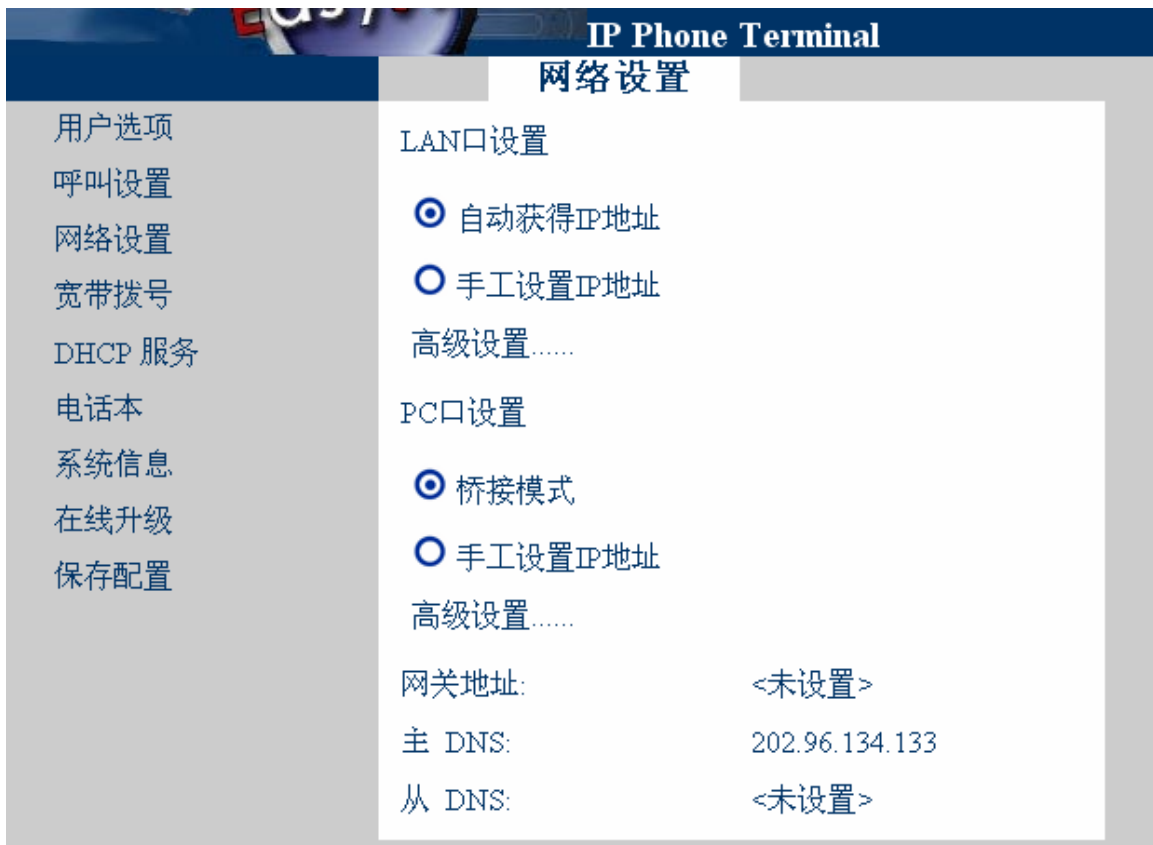 IP Phone Terminal
网络设置
用户选项
呼叫设置
网络设置
宽带拨号
DHCP 服务
电话本
系统信息
在线升级
保存配置
LAN口设置
自动获得IP地址
手工设置IP地址
高级设置......
PC口设置
桥接模式
手工设置IP地址
高级设置......
网关地址: <未设置>
主 DNS: 202.96.134.133
从 DNS: <未设置>